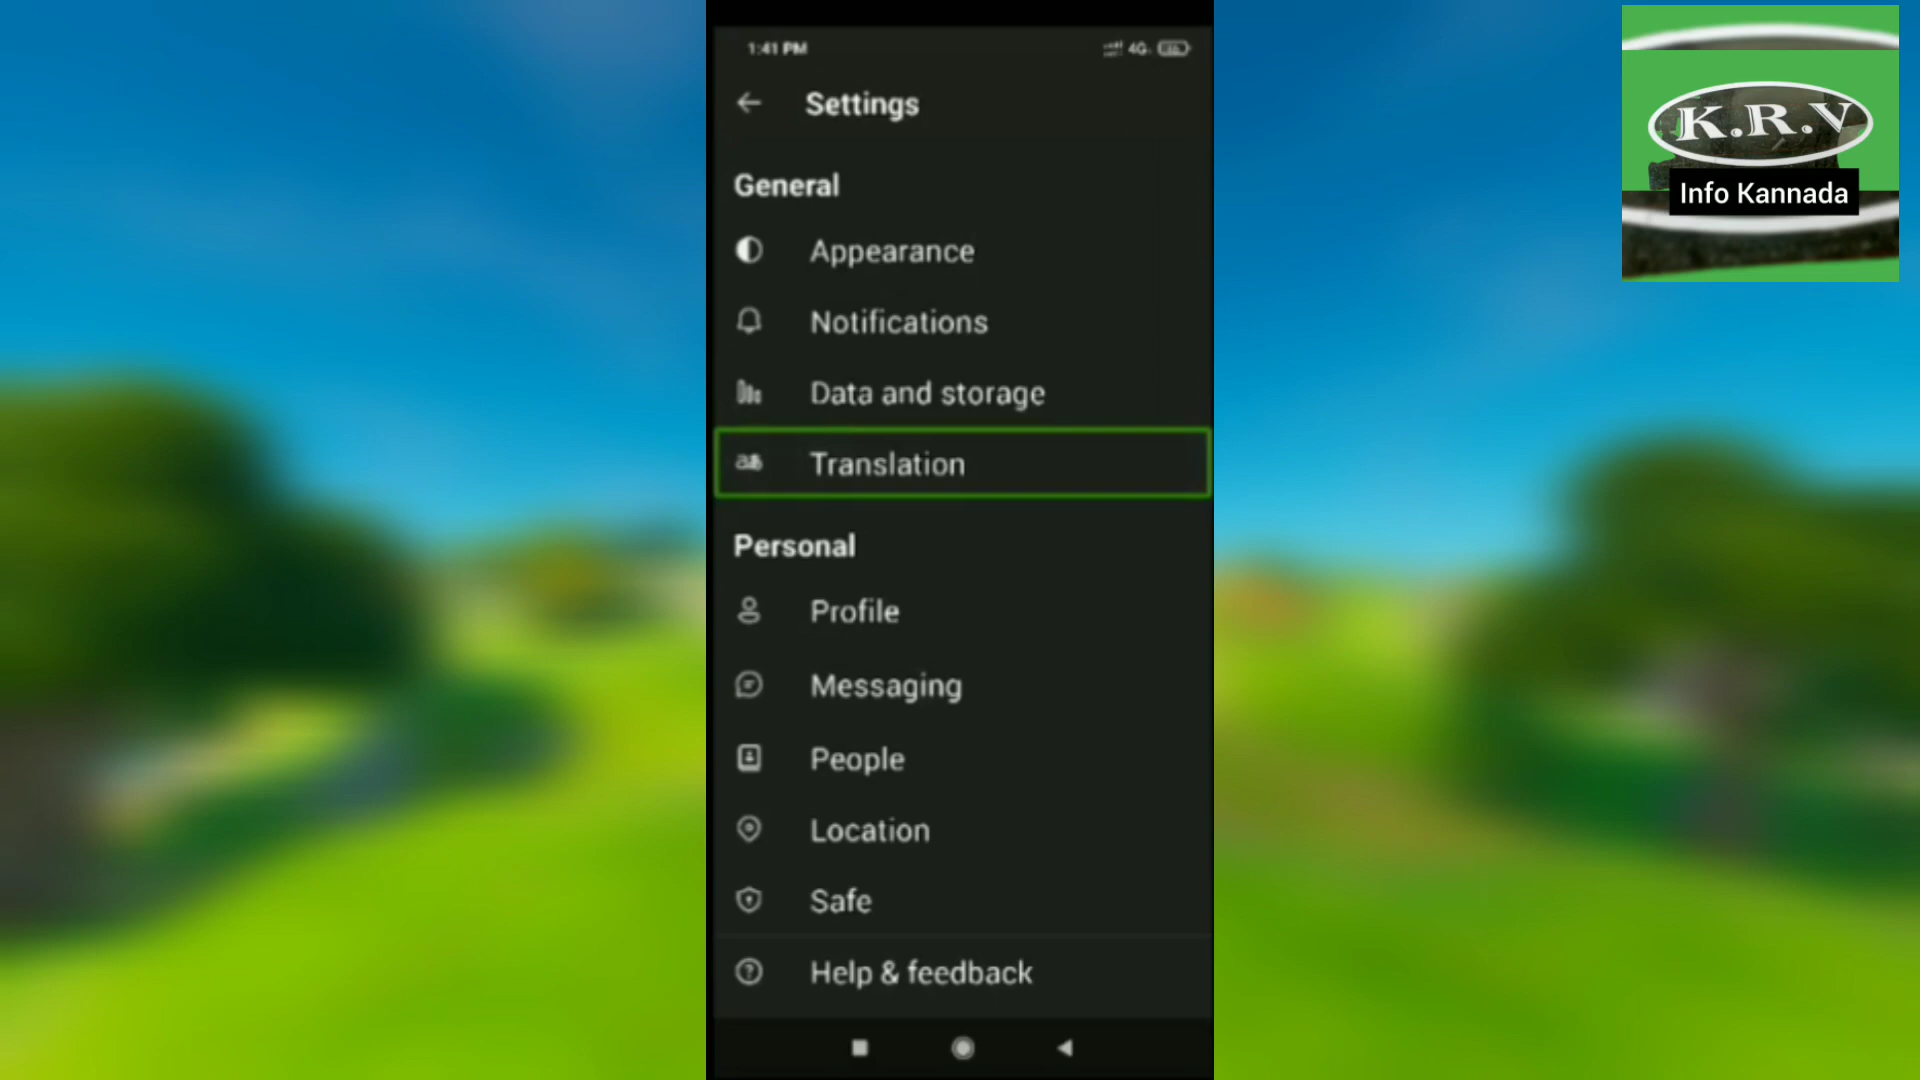 1:41 PM 4G
Settings
General
Appearance
Notifications
Data and storage
Translation
Personal
Profile
Messaging
People
Location
Safe
Help & feedback
K.R.V
Info Kannada